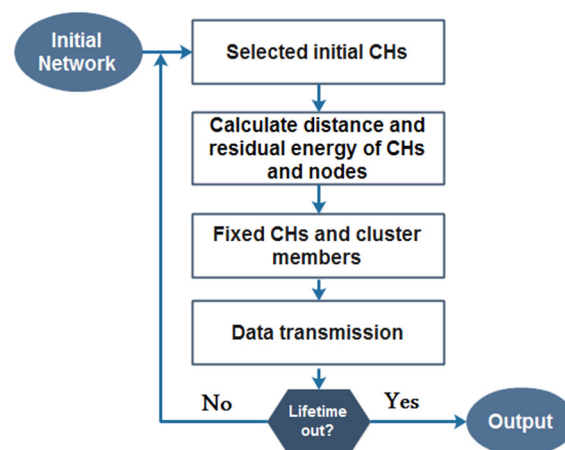 Initial
Network
Selected initial CHs
Calculate distance and
residual energy of CHs
and nodes
Fixed CHs and cluster
members
Data transmission
Lifetime
out?
No
Yes
Output